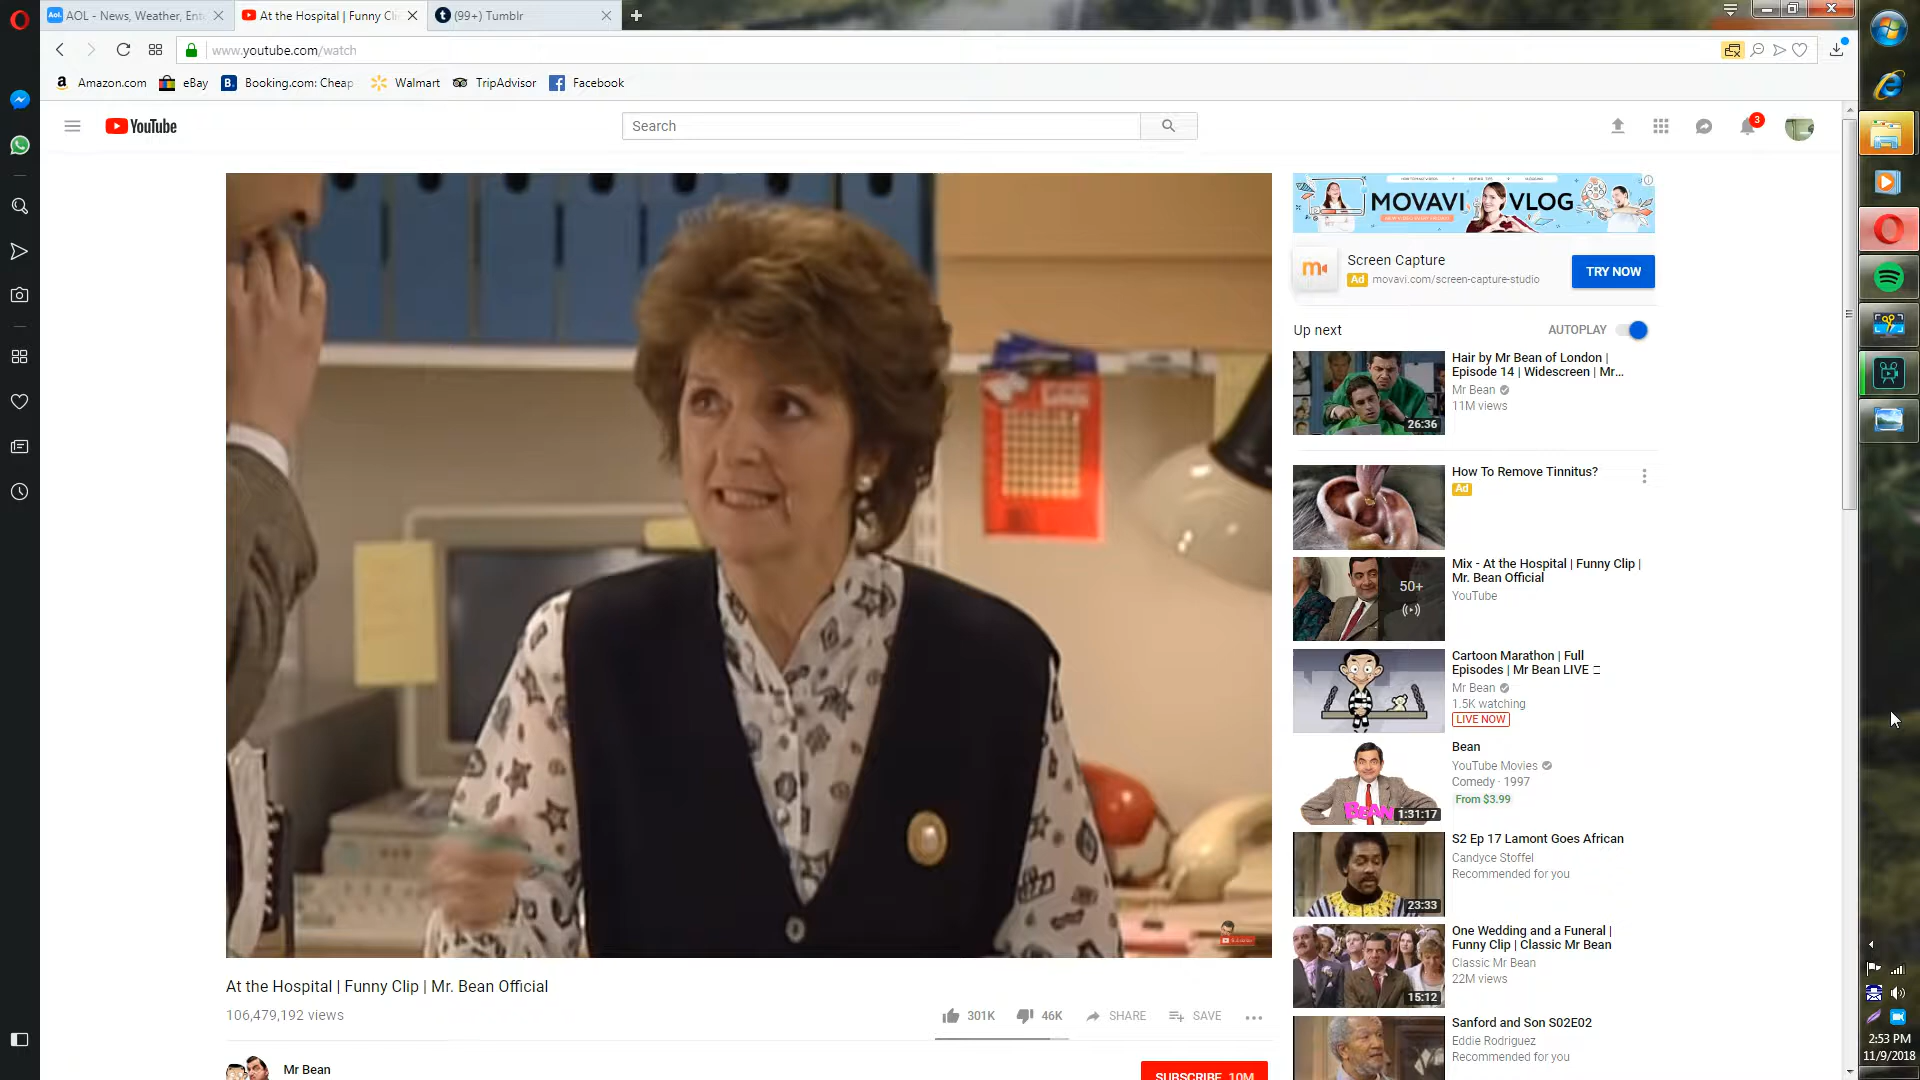 AOL - News, Weather, Ente
At the Hospital | Funny Cli
(99+) Tumblr
www.youtube.com/watch
Amazon.com
eBay
Booking.com: Cheap
Walmart
TripAdvisor
Facebook
YouTube
Search
3
MOVAVI VLOG
Screen Capture
Ad movavi.com/screen-capture-studio
TRY NOW
Up next
AUTOPLAY
Hair by Mr Bean of London |
Episode 14 | Widescreen | Mr...
Mr Bean
11M views
26:36
How To Remove Tinnitus?
Ad
Mix - At the Hospital | Funny Clip |
Mr. Bean Official
YouTube
50+
Cartoon Marathon | Full
Episodes | Mr Bean LIVE
Mr Bean
1.5K watching
LIVE NOW
Bean
YouTube Movies
Comedy · 1997
From $3.99
BEAN
1:31:17
S2 Ep 17 Lamont Goes African
Candyce Stoffel
Recommended for you
23:33
One Wedding and a Funeral |
Funny Clip | Classic Mr Bean
Classic Mr Bean
22M views
15:12
Sanford and Son S02E02
Eddie Rodriguez
Recommended for you
At the Hospital | Funny Clip | Mr. Bean Official
106,479,192 views
301K
46K
SHARE
SAVE
Mr Bean
SUBSCRIBE 10M
2:53 PM
11/9/2018